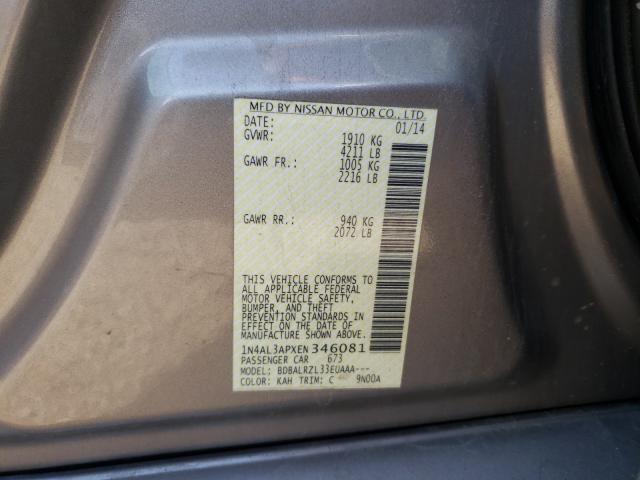 MFD BY NISSAN MOTOR CO., LTD.
DATE: 01/14
GVWR: 1910 KG
4211 LB
GAWR FR.: 1005 KG
2216 LB
GAWR RR.: 940 KG
2072 LB
THIS VEHICLE CONFORMS TO
ALL APPLICABLE FEDERAL
MOTOR VEHICLE SAFETY,
BUMPER, AND THEFT
PREVENTION STANDARDS IN
EFFECT ON THE DATE OF
MANUFACTURE SHOWN ABOVE.
1N4AL3APXEN346081
PASSENGER CAR 673
MODEL: BDBALRZL33EUAAA---
COLOR: KAH TRIM: C 9N00A